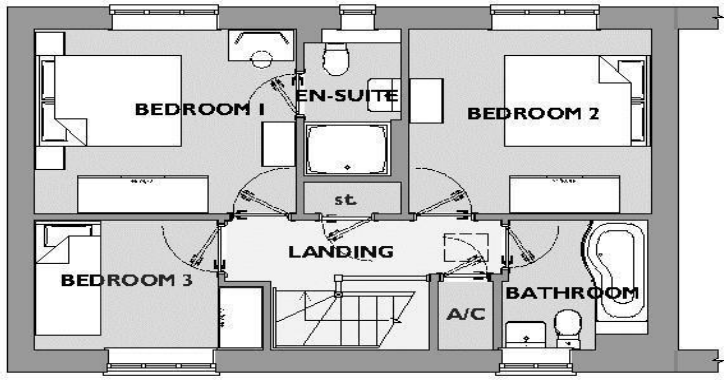 EN-SUITE
BEDROOM 1
BEDROOM 2
st.
LANDING
BEDROOM 3
BATHROOM
A/C